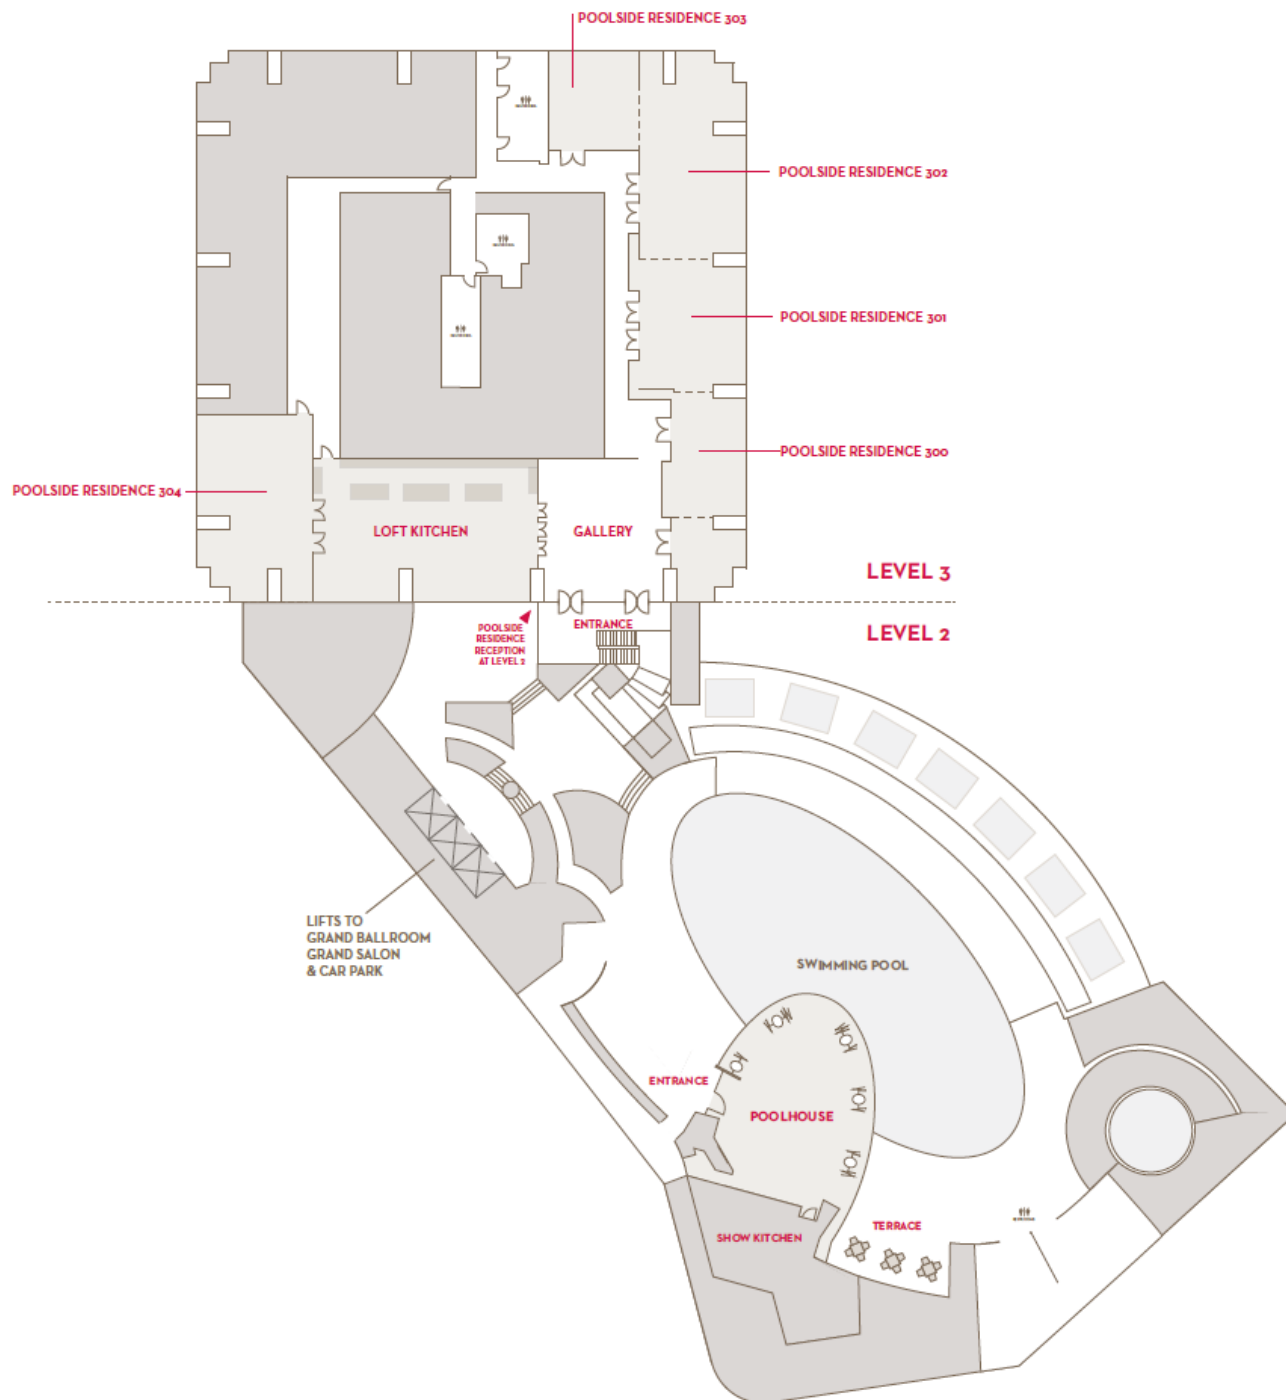 POOLSIDE RESIDENCE 303
POOLSIDE RESIDENCE 302
POOLSIDE RESIDENCE 301
POOLSIDE RESIDENCE 300
POOLSIDE RESIDENCE 304
LOFT KITCHEN
GALLERY
LEVEL 3
POOLSIDE
RESIDENCE
RECEPTION
AT LEVEL 2
ENTRANCE
LEVEL 2
LIFTS TO
GRAND BALLROOM
GRAND SALON
& CAR PARK
SWIMMING POOL
ENTRANCE
POOLHOUSE
TERRACE
SHOW KITCHEN